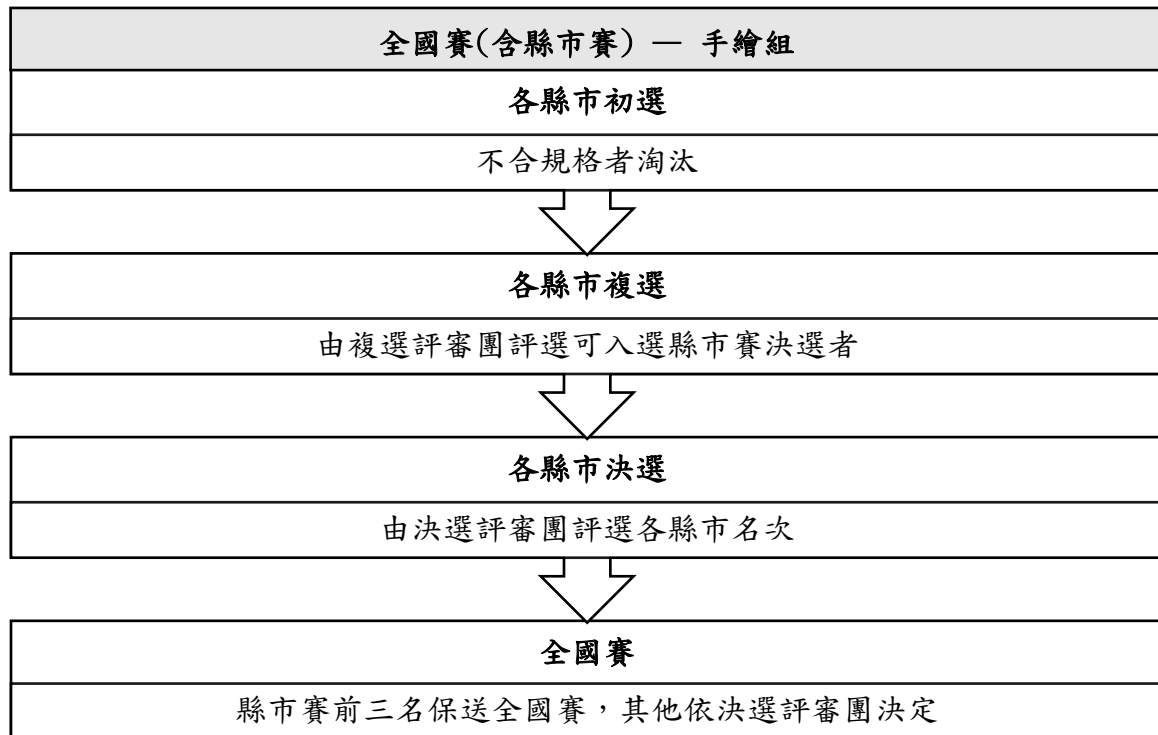 全國賽(含縣市賽) — 手繪組
各縣市初選
不合規格者淘汰
各縣市複選
由複選評審團評選可入選縣市賽決選者
各縣市決選
由決選評審團評選各縣市名次
全國賽
縣市賽前三名保送全國賽，其他依決選評審團決定